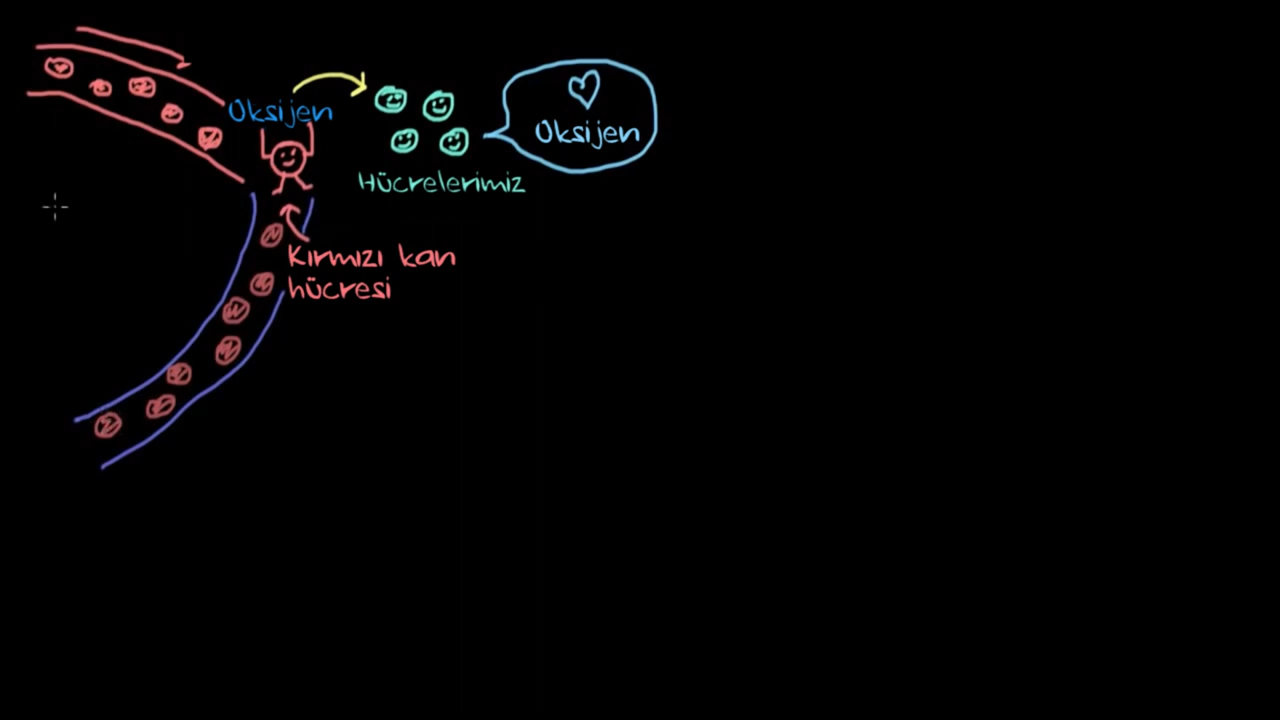 Oksijen
Oksijen
Hücrelerimiz
Kırmızı kan
hücresi